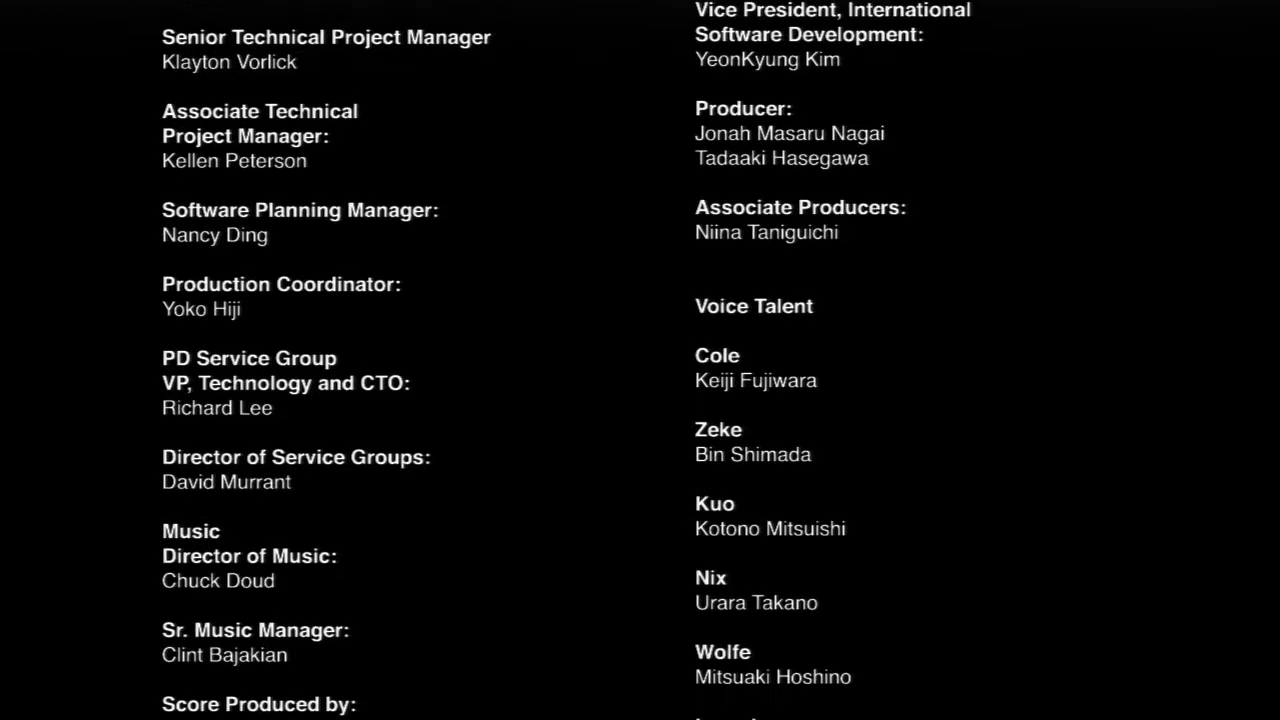 Senior Technical Project Manager
Klayton Vorlick
Associate Technical
Project Manager:
Kellen Peterson
Software Planning Manager:
Nancy Ding
Production Coordinator:
Yoko Hiji
PD Service Group
VP, Technology and CTO:
Richard Lee
Director of Service Groups:
David Murrant
Music
Director of Music:
Chuck Doud
Sr. Music Manager:
Clint Bajakian
Score Produced by:
Vice President, International
Software Development:
YeonKyung Kim
Producer:
Jonah Masaru Nagai
Tadaaki Hasegawa
Associate Producers:
Niina Taniguichi
Voice Talent
Cole
Keiji Fujiwara
Zeke
Bin Shimada
Kuo
Kotono Mitsuishi
Nix
Urara Takano
Wolfe
Mitsuaki Hoshino